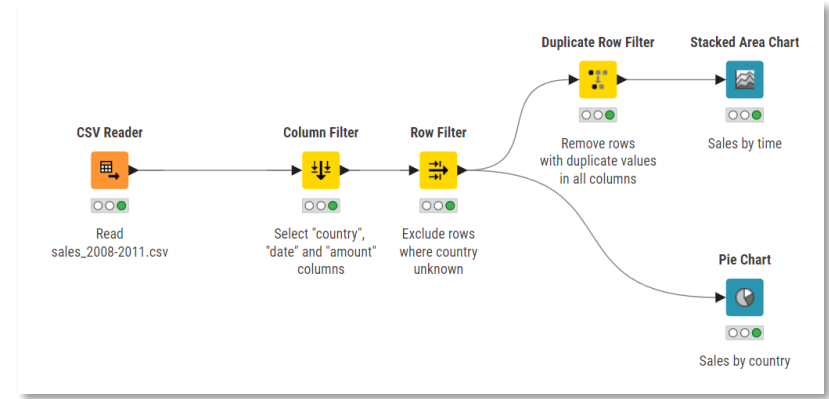 Duplicate Row Filter
Stacked Area Chart
Remove rows
with duplicate values
in all columns
Sales by time
CSV Reader
Column Filter
Row Filter
Read
sales_2008-2011.csv
Select "country",
"date" and "amount"
columns
Exclude rows
where country
unknown
Pie Chart
Sales by country